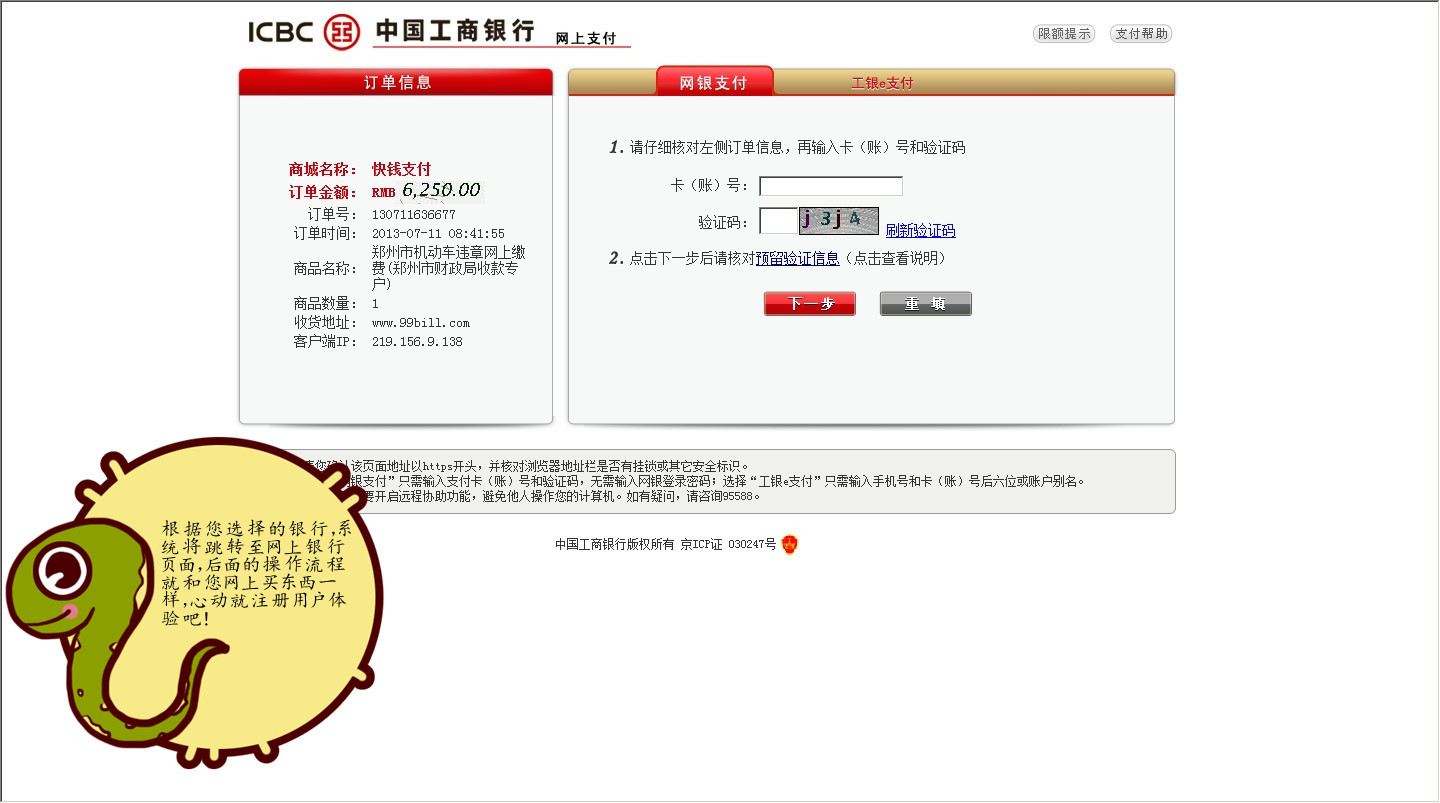 ICBC 中国工商银行 网上支付
限额提示 支付帮助
订单信息
商城名称： 快钱支付
订单金额： RMB 6,250.00
订单号： 130711636677
订单时间： 2013-07-11 08:41:55
商品名称： 郑州市机动车违章网上缴
费(郑州市财政局收款专
户)
商品数量： 1
收货地址： www.99bill.com
客户端IP： 219.156.9.138
网银支付 工银e支付
1. 请仔细核对左侧订单信息，再输入卡（账）号和验证码
卡（账）号：
验证码： j3j4 刷新验证码
2. 点击下一步后请核对预留验证信息（点击查看说明）
下一步 重 填
您确认该页面地址以https开头，并核对浏览器地址栏是否有挂锁或其它安全标识。
银支付”只需输入支付卡（账）号和验证码，无需输入网银登录密码；选择“工银e支付”只需输入手机号和卡（账）号后六位或账户别名。
要开启远程协助功能，避免他人操作您的计算机。如有疑问，请咨询95588。
中国工商银行版权所有 京ICP证 030247号
根据您选择的银行,系
统将跳转至网上银行
页面,后面的操作流程
就和您网上买东西一
样,心动就注册用户体
验吧!